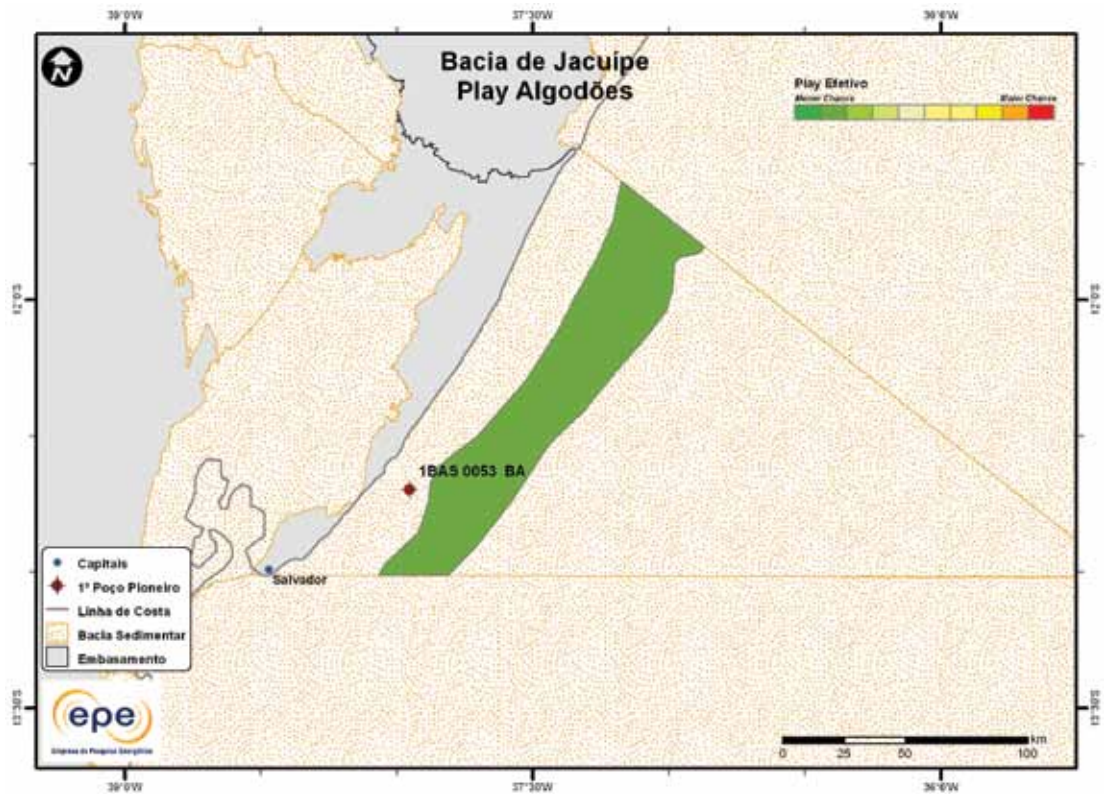 39°0'W 37°30'W 36°0'W
Bacia de Jacuípe
Play Algodões
Play Efetivo
Menor Chance Maior Chance
12°0'S 12°0'S
1BAS 0053 BA
Salvador
Capitais
1º Poço Pioneiro
Linha de Costa
Bacia Sedimentar
Embasamento
N
epe
Empresa de Pesquisa Energética
13°30'S 13°30'S
km
0 25 50 100
39°0'W 37°30'W 36°0'W